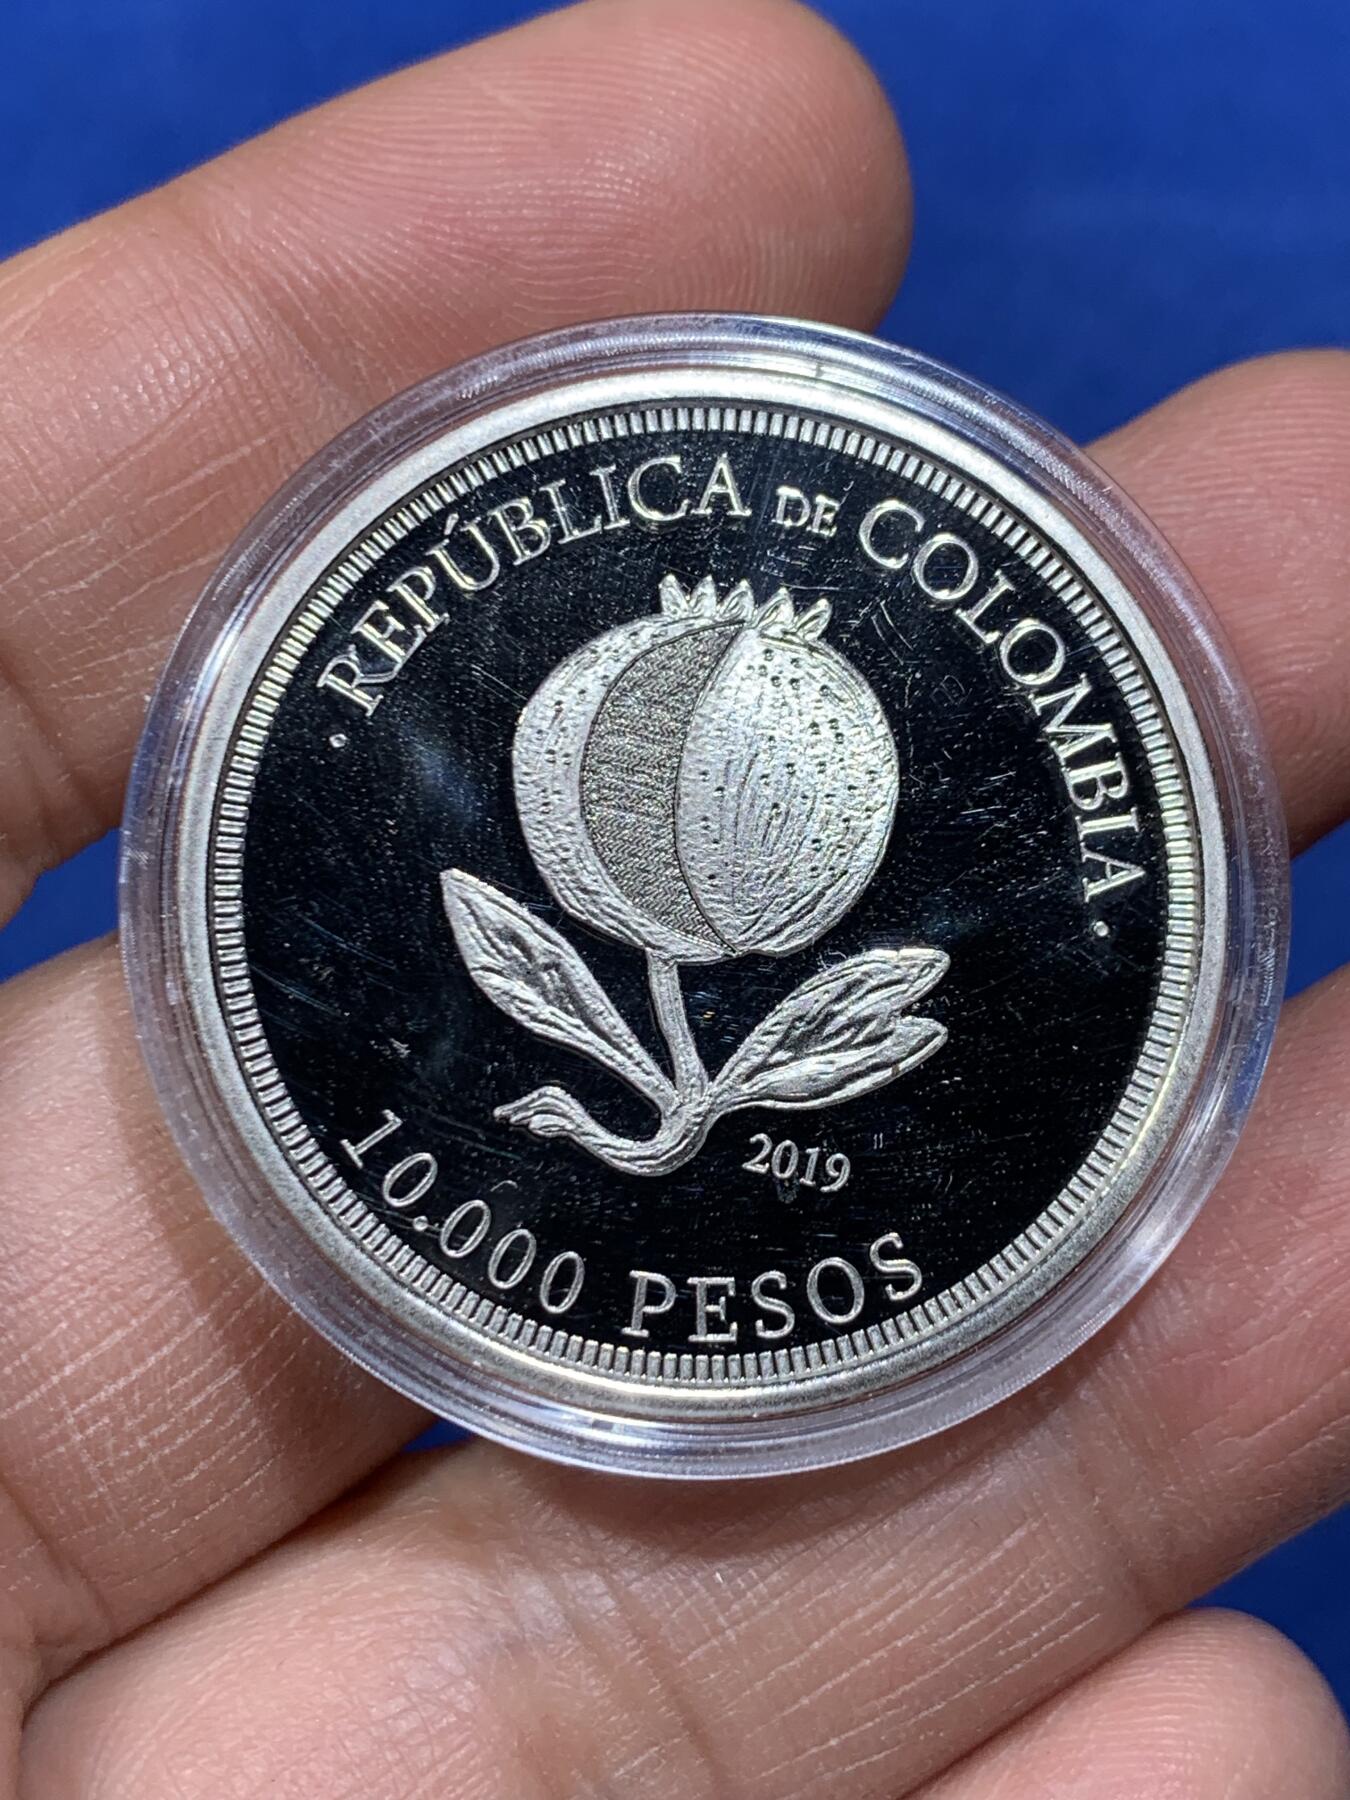 · REPÚBLICA DE COLOMBIA ·
2019
10.000 PESOS